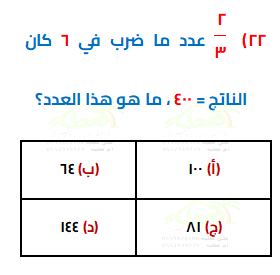 ٢٢) ٢/٣ عدد ما ضرب في ٦ كان
الناتج = ٤٠٠ ، ما هو هذا العدد؟
(أ) ١٠٠ (ب) ٦٤
(ج) ٨١ (د) ١٤٤